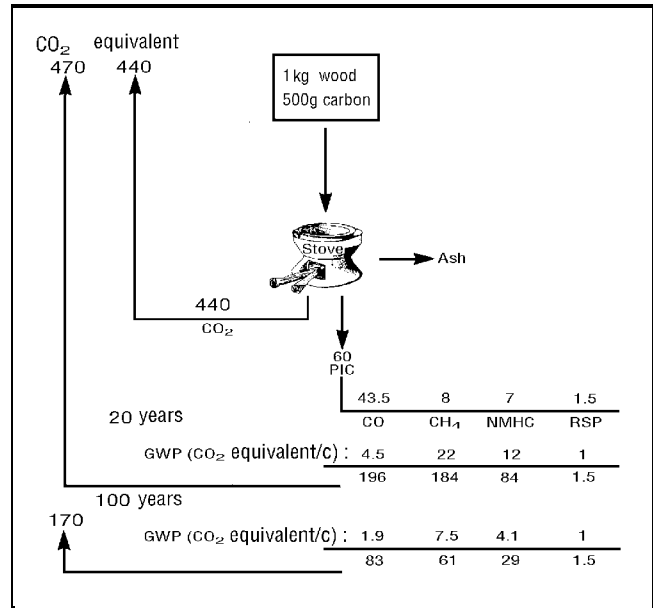 CO₂ equivalent
470 440
1kg wood
500g carbon
Stove
Ash
440
CO₂
60
PIC
43.5 8 7 1.5
CO CH₄ NMHC RSP
20 years
GWP (CO₂ equivalent/c) : 4.5 22 12 1
196 184 84 1.5
100 years
170
GWP (CO₂ equivalent/c) : 1.9 7.5 4.1 1
83 61 29 1.5